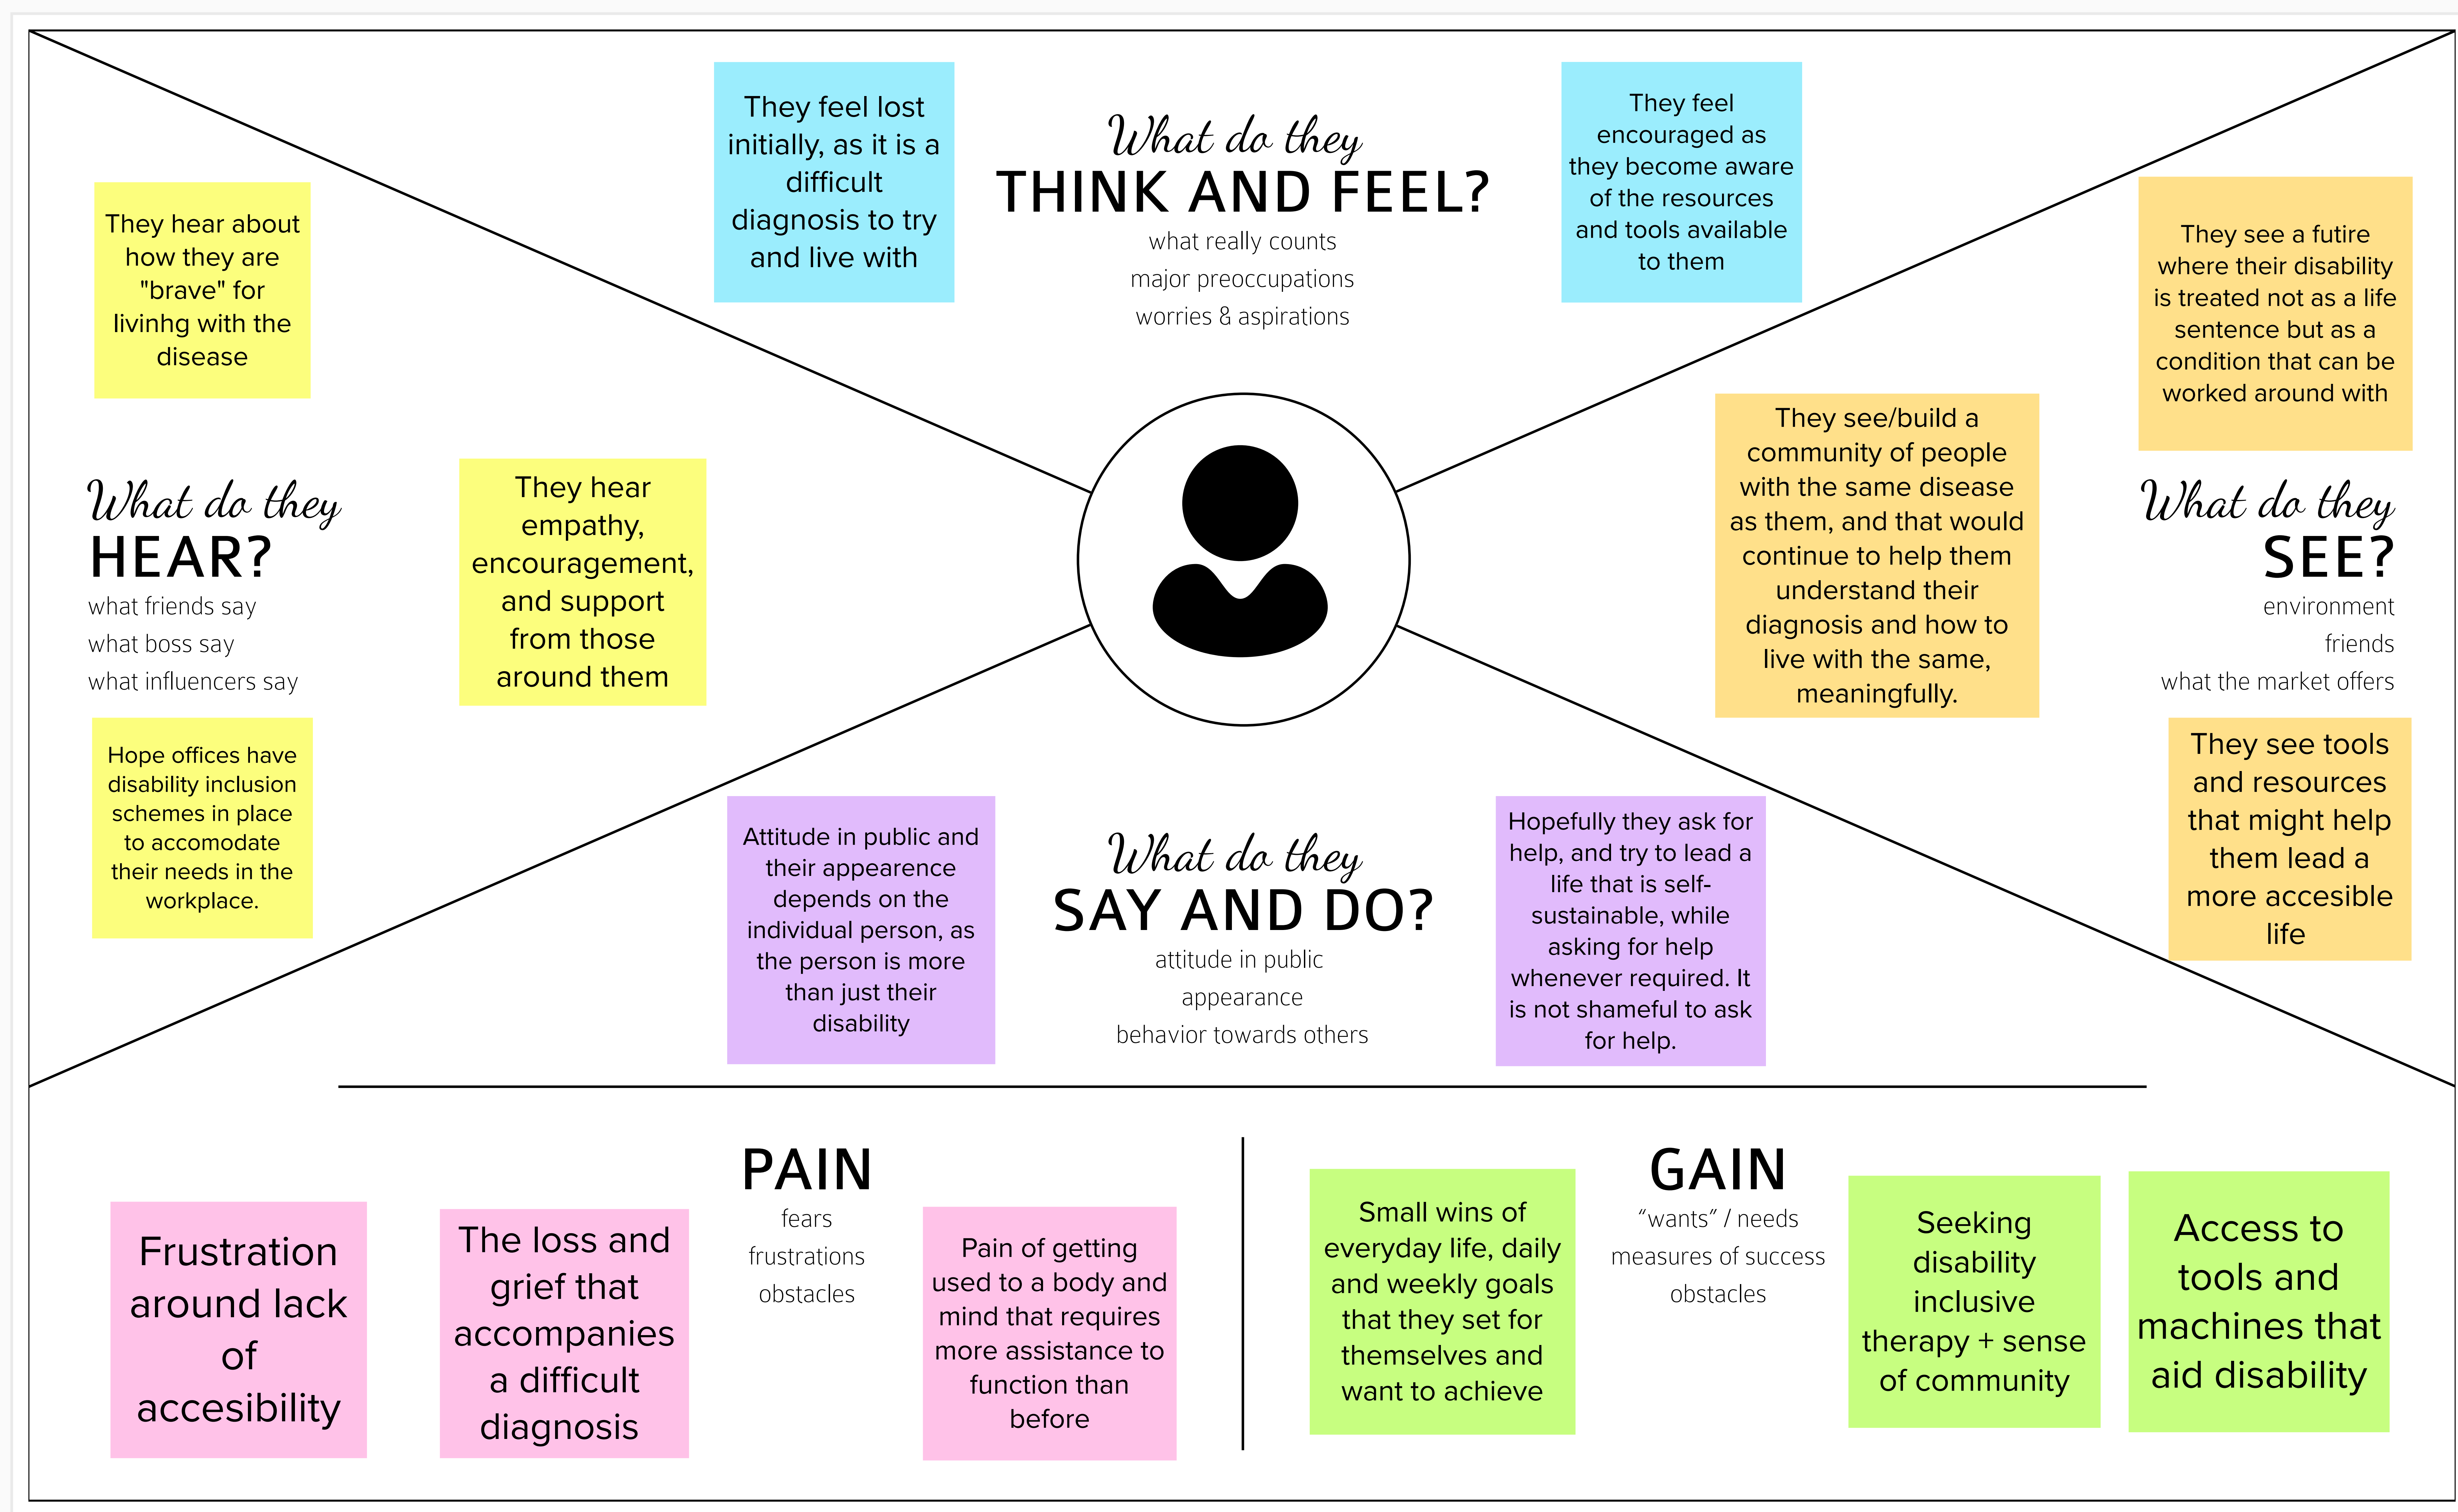 They feel lost
initially, as it is a
difficult
diagnosis to try
and live with
What do they
THINK AND FEEL?
what really counts
major preoccupations
worries & aspirations
They feel
encouraged as
they become aware
of the resources
and tools available
to them
They hear about
how they are
"brave" for
livinhg with the
disease
What do they
HEAR?
what friends say
what boss say
what influencers say
They hear
empathy,
encouragement,
and support
from those
around them
Hope offices have
disability inclusion
schemes in place
to accomodate
their needs in the
workplace.
They see a futire
where their disability
is treated not as a life
sentence but as a
condition that can be
worked around with
They see/build a
community of people
with the same disease
as them, and that would
continue to help them
understand their
diagnosis and how to
live with the same,
meaningfully.
What do they
SEE?
environment
friends
what the market offers
They see tools
and resources
that might help
them lead a
more accesible
life
Attitude in public and
their appearence
depends on the
individual person, as
the person is more
than just their
disability
What do they
SAY AND DO?
attitude in public
appearance
behavior towards others
Hopefully they ask for
help, and try to lead a
life that is self-
sustainable, while
asking for help
whenever required. It
is not shameful to ask
for help.
PAIN
fears
frustrations
obstacles
Frustration
around lack
of
accesibility
The loss and
grief that
accompanies
a difficult
diagnosis
Pain of getting
used to a body and
mind that requires
more assistance to
function than
before
GAIN
“wants” / needs
measures of success
obstacles
Small wins of
everyday life, daily
and weekly goals
that they set for
themselves and
want to achieve
Seeking
disability
inclusive
therapy + sense
of community
Access to
tools and
machines that
aid disability